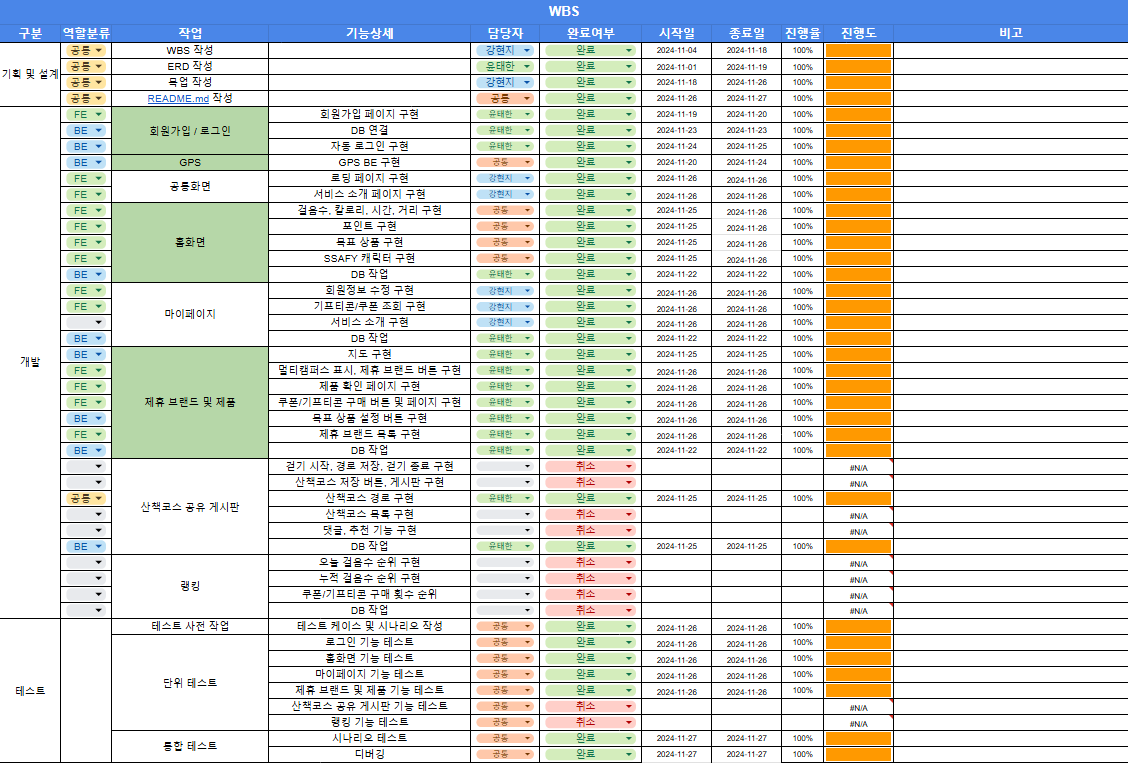 WBS
구분 역할분류 작업 기능상세 담당자 완료여부 시작일 종료일 진행율 진행도 비고
기획 및 설계 공통 WBS 작성 강현지 완료 2024-11-04 2024-11-18 100%
공통 ERD 작성 윤태한 완료 2024-11-01 2024-11-19 100%
공통 목업 작성 강현지 완료 2024-11-18 2024-11-26 100%
공통 README.md 작성 공통 완료 2024-11-26 2024-11-27 100%
개발 FE 회원가입 / 로그인 회원가입 페이지 구현 윤태한 완료 2024-11-19 2024-11-20 100%
BE DB 연결 윤태한 완료 2024-11-23 2024-11-23 100%
BE 자동 로그인 구현 윤태한 완료 2024-11-24 2024-11-25 100%
BE GPS GPS BE 구현 공통 완료 2024-11-20 2024-11-24 100%
FE 공통화면 로딩 페이지 구현 강현지 완료 2024-11-26 2024-11-26 100%
FE 서비스 소개 페이지 구현 강현지 완료 2024-11-26 2024-11-26 100%
FE 홈화면 걸음수, 칼로리, 시간, 거리 구현 공통 완료 2024-11-25 2024-11-26 100%
FE 포인트 구현 공통 완료 2024-11-25 2024-11-26 100%
FE 목표 상품 구현 공통 완료 2024-11-25 2024-11-26 100%
FE SSAFY 캐릭터 구현 공통 완료 2024-11-25 2024-11-26 100%
BE DB 작업 윤태한 완료 2024-11-22 2024-11-22 100%
FE 마이페이지 회원정보 수정 구현 강현지 완료 2024-11-26 2024-11-26 100%
FE 기프티콘/쿠폰 조회 구현 강현지 완료 2024-11-26 2024-11-26 100%
서비스 소개 구현 강현지 완료 2024-11-26 2024-11-26 100%
BE DB 작업 윤태한 완료 2024-11-22 2024-11-22 100%
BE 제휴 브랜드 및 제품 지도 구현 윤태한 완료 2024-11-25 2024-11-25 100%
FE 멀티캠퍼스 표시, 제휴 브랜드 버튼 구현 윤태한 완료 2024-11-26 2024-11-26 100%
FE 제품 확인 페이지 구현 윤태한 완료 2024-11-26 2024-11-26 100%
FE 쿠폰/기프티콘 구매 버튼 및 페이지 구현 윤태한 완료 2024-11-26 2024-11-26 100%
BE 목표 상품 설정 버튼 구현 윤태한 완료 2024-11-26 2024-11-26 100%
FE 제휴 브랜드 목록 구현 윤태한 완료 2024-11-26 2024-11-26 100%
BE DB 작업 윤태한 완료 2024-11-22 2024-11-22 100%
산책코스 공유 게시판 걷기 시작, 경로 저장, 걷기 종료 구현 취소 #N/A
산책코스 저장 버튼, 게시판 구현 취소 #N/A
공통 산책코스 경로 구현 윤태한 완료 2024-11-25 2024-11-25 100%
산책코스 목록 구현 취소 #N/A
댓글, 추천 기능 구현 취소 #N/A
BE DB 작업 윤태한 완료 2024-11-25 2024-11-25 100%
랭킹 오늘 걸음수 순위 구현 취소 #N/A
누적 걸음수 순위 구현 취소 #N/A
쿠폰/기프티콘 구매 횟수 순위 취소 #N/A
DB 작업 취소 #N/A
테스트 테스트 사전 작업 테스트 케이스 및 시나리오 작성 공통 완료 2024-11-26 2024-11-26 100%
단위 테스트 로그인 기능 테스트 공통 완료 2024-11-26 2024-11-26 100%
홈화면 기능 테스트 공통 완료 2024-11-26 2024-11-26 100%
마이페이지 기능 테스트 공통 완료 2024-11-26 2024-11-26 100%
제휴 브랜드 및 제품 기능 테스트 공통 완료 2024-11-26 2024-11-26 100%
산책코스 공유 게시판 기능 테스트 공통 취소 #N/A
랭킹 기능 테스트 공통 취소 #N/A
통합 테스트 시나리오 테스트 공통 완료 2024-11-27 2024-11-27 100%
디버깅 공통 완료 2024-11-27 2024-11-27 100%